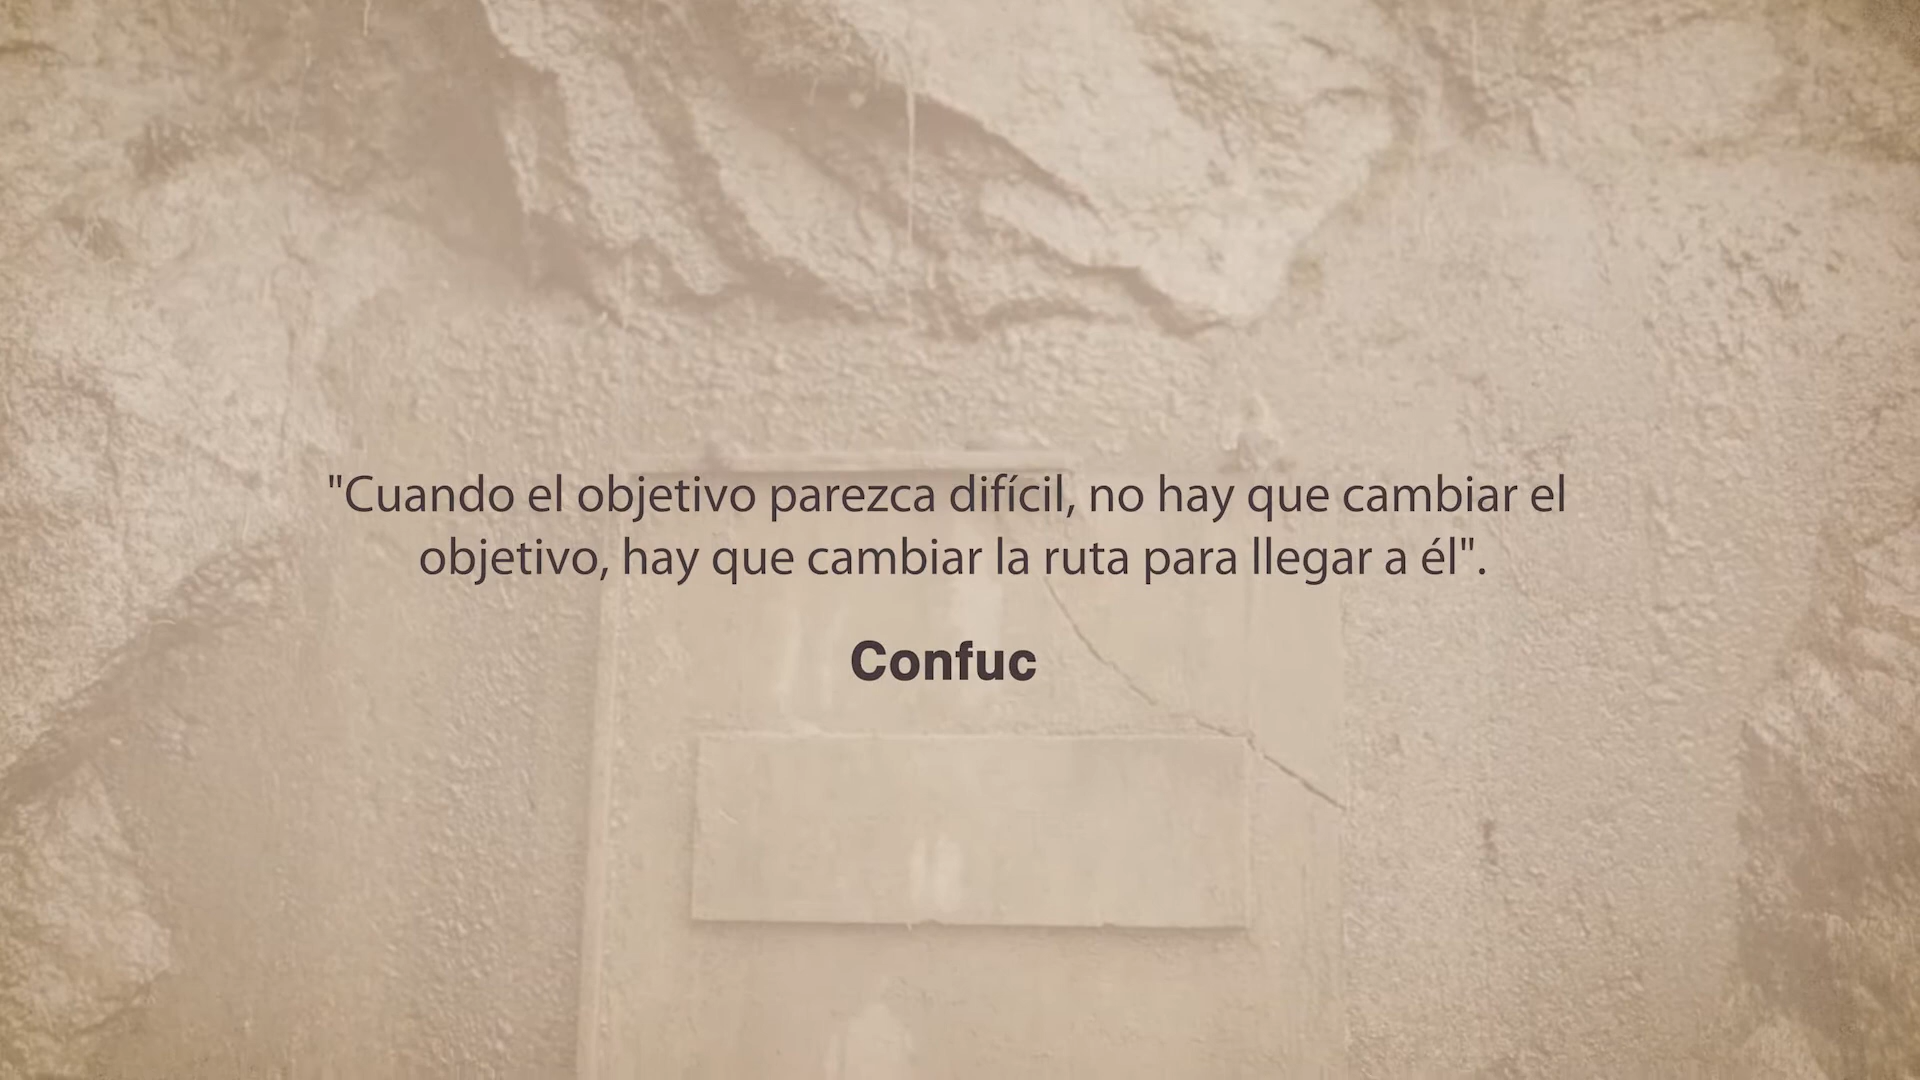 "Cuando el objetivo parezca difícil, no hay que cambiar el
objetivo, hay que cambiar la ruta para llegar a él".
Confuc